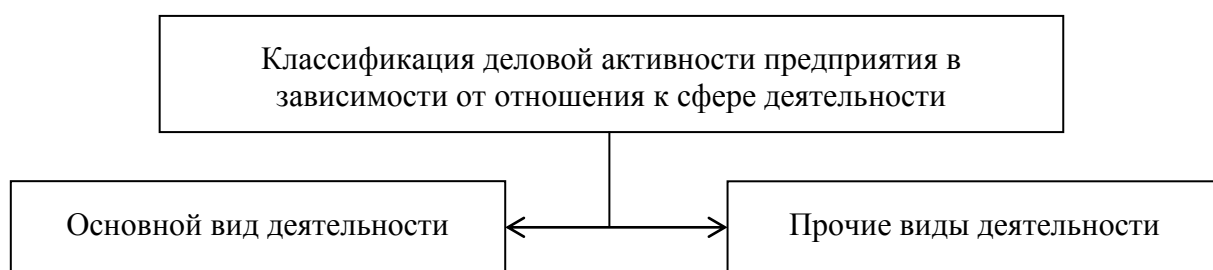 Классификация деловой активности предприятия в
зависимости от отношения к сфере деятельности
Основной вид деятельности
Прочие виды деятельности